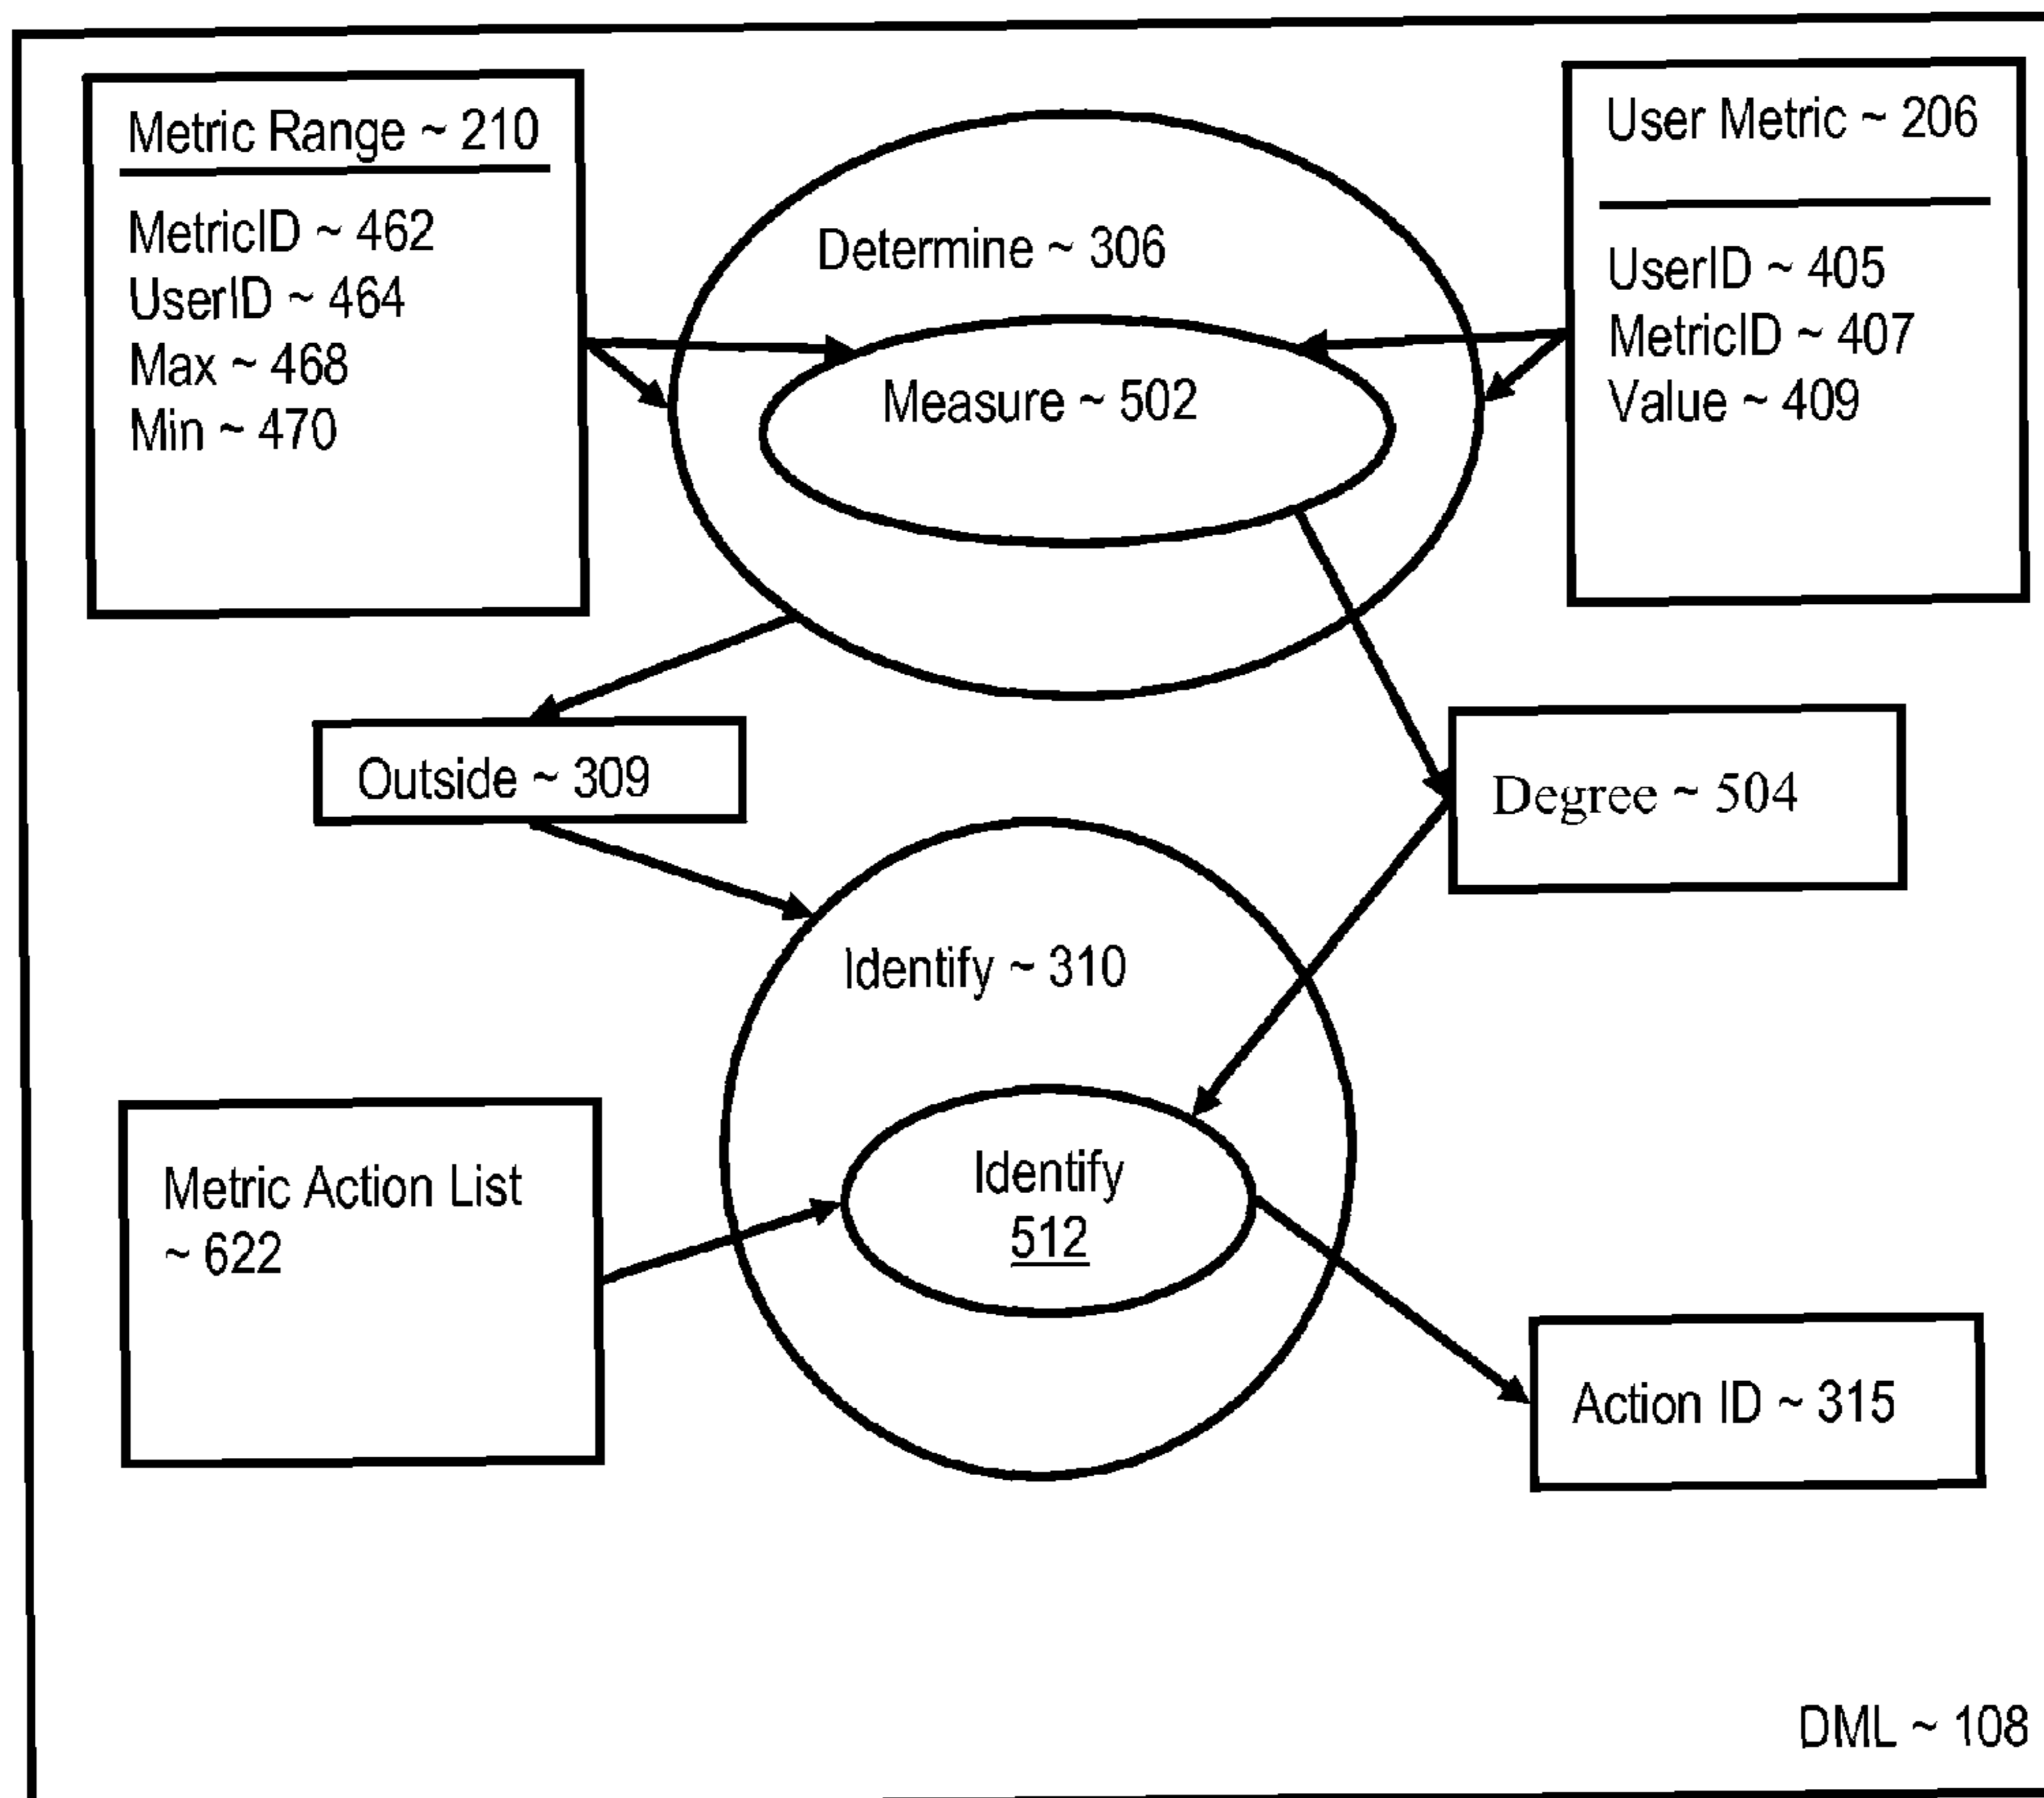 Metric Range ~ 210
MetricID ~ 462
UserID ~ 464
Max ~ 468
Min ~ 470
Determine ~ 306
Measure ~ 502
User Metric ~ 206
UserID ~ 405
MetricID ~ 407
Value ~ 409
Outside ~ 309
Degree ~ 504
Identify ~ 310
Metric Action List
~ 622
Identify
512
Action ID ~ 315
DML ~ 108